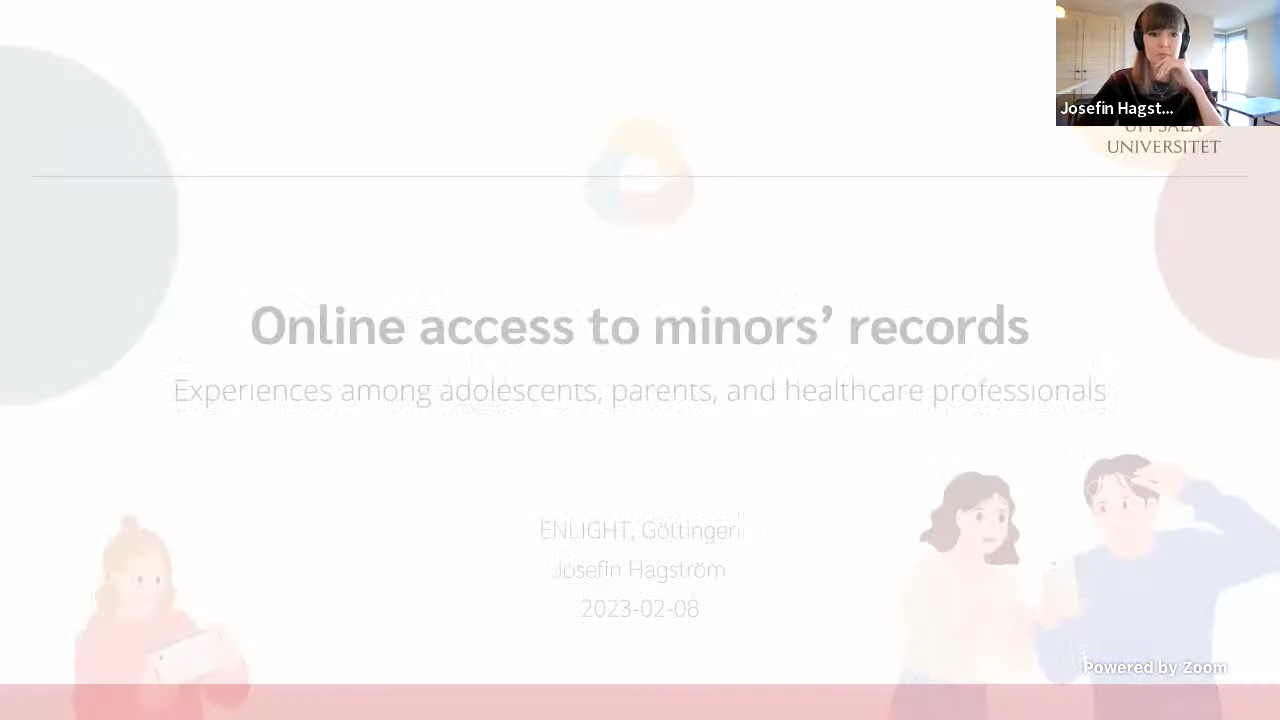 Josefin Hagst...
UPPSALA
UNIVERSITET
Online access to minors’ records
Experiences among adolescents, parents, and healthcare professionals
ENLIGHT, Göttingen
Josefin Hagström
2023-02-08
Powered by Zoom